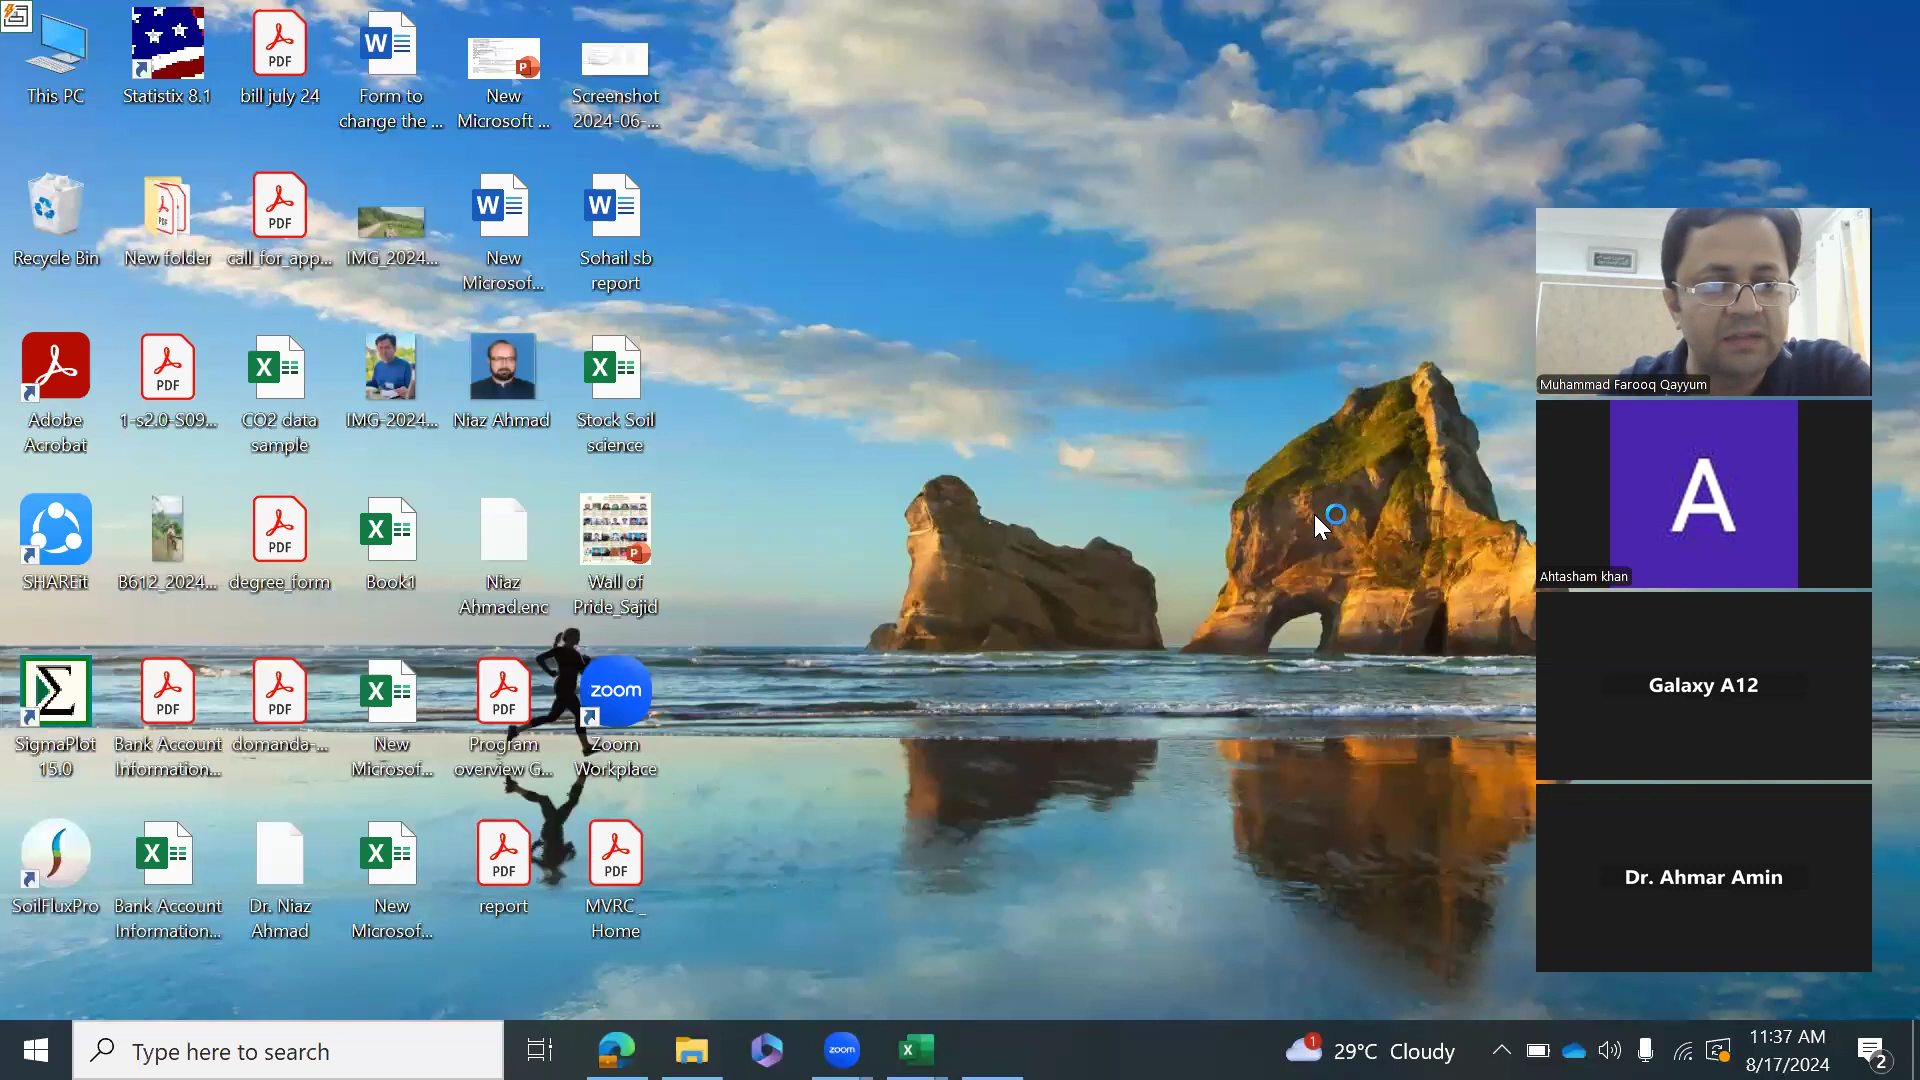 This PC
Statistix 8.1
bill july 24
Form to
change the ...
New
Microsoft ...
Screenshot
2024-06-...
Recycle Bin
New folder
call_for_app...
IMG_2024...
New
Microsof...
Sohail sb
report
Adobe
Acrobat
1-s2.0-S09...
CO2 data
sample
IMG-2024...
Niaz Ahmad
Stock Soil
science
SHAREit
B612_2024...
degree_form
Book1
Niaz
Ahmad.enc
Wall of
Pride_Sajid
SigmaPlot
15.0
Bank Account
Information...
domanda-...
New
Microsof...
Program
overview G...
zoom
Zoom
Workplace
SoilFluxPro
Bank Account
Information...
Dr. Niaz
Ahmad
New
Microsof...
report
MVRC _
Home
PDF
PDF
PDF
PDF
PDF
PDF
PDF
PDF
PDF
Muhammad Farooq Qayyum
A
Ahtasham khan
Galaxy A12
Dr. Ahmar Amin
Type here to search
zoom
1
29°C Cloudy
11:37 AM
8/17/2024
2